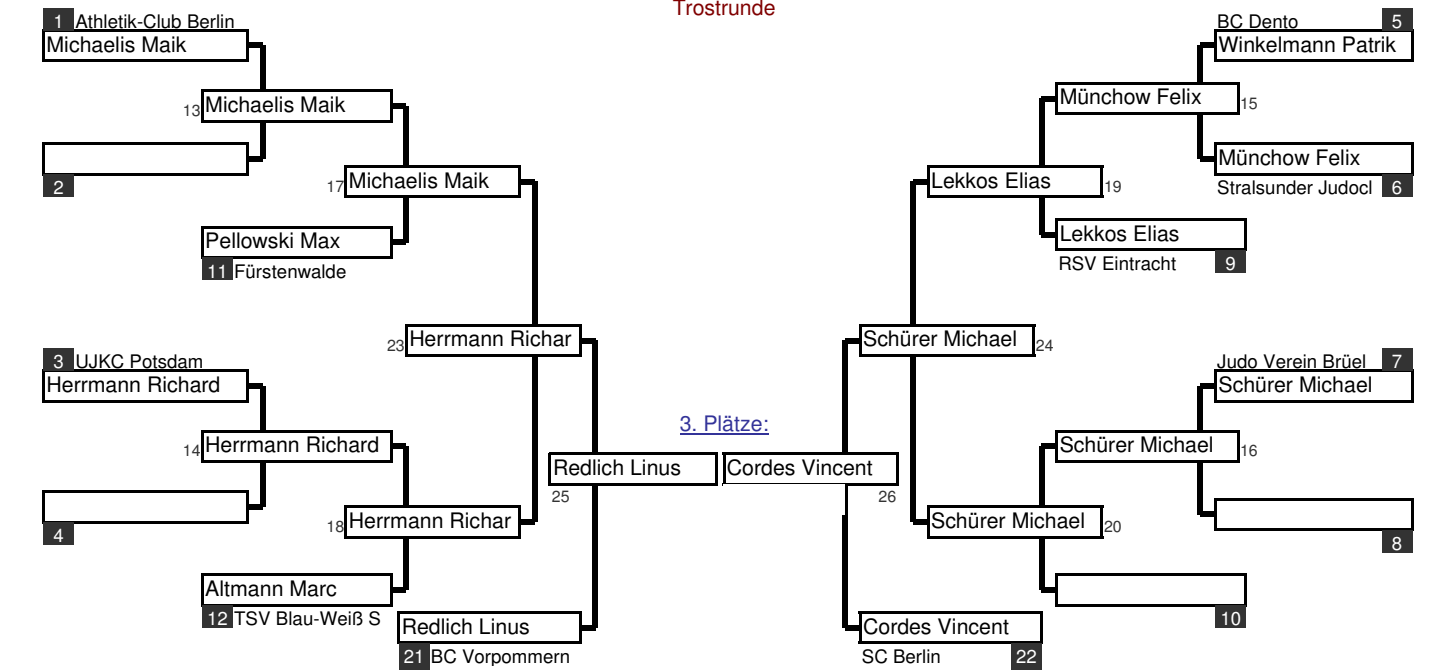 Trostrunde
1 Athletik-Club Berlin
Michaelis Maik
13 Michaelis Maik
2
17 Michaelis Maik
Pellowski Max
11 Fürstenwalde
23 Herrmann Richar
3 UJKC Potsdam
Herrmann Richard
14 Herrmann Richard
4
18 Herrmann Richar
Altmann Marc
12 TSV Blau-Weiß S
Redlich Linus
21 BC Vorpommern
3. Plätze:
Redlich Linus
25
Cordes Vincent
26
BC Dento 5
Winkelmann Patrik
Münchow Felix 15
Münchow Felix
Stralsunder Judocl 6
Lekkos Elias 19
Lekkos Elias
RSV Eintracht 9
Schürer Michael 24
Judo Verein Brüel 7
Schürer Michael
Schürer Michael 16
8
Schürer Michael 20
10
Cordes Vincent
SC Berlin 22